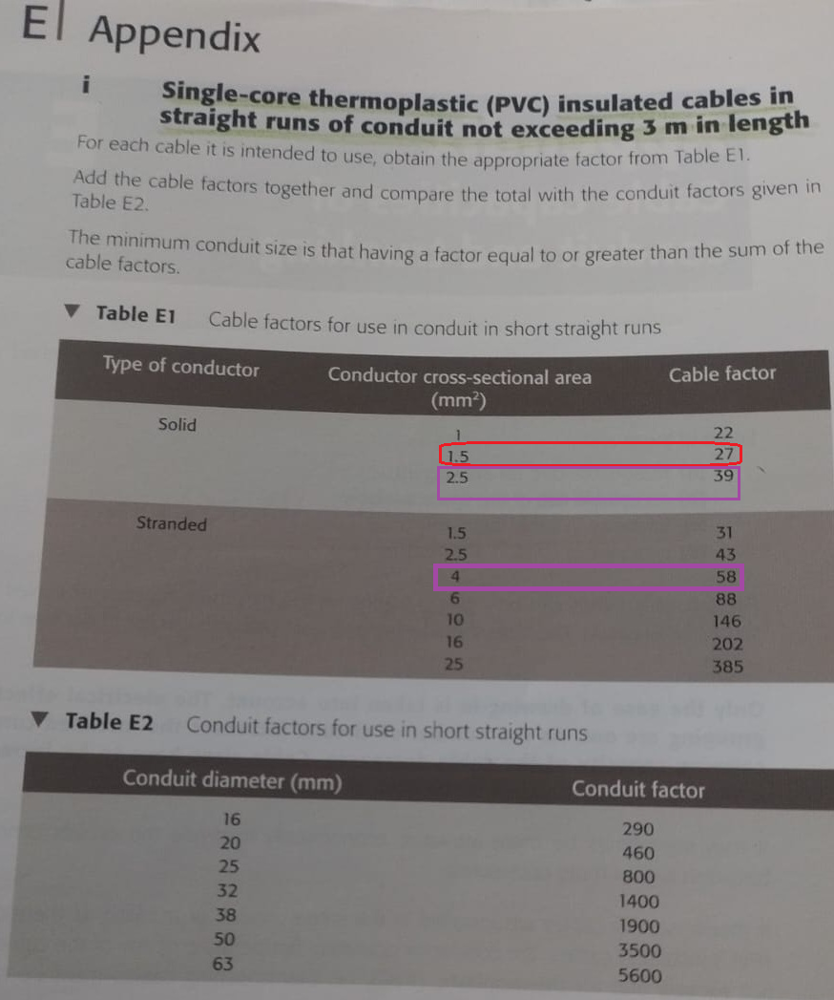 E Appendix
i Single-core thermoplastic (PVC) insulated cables in
straight runs of conduit not exceeding 3 m in length
For each cable it is intended to use, obtain the appropriate factor from Table E1.
Add the cable factors together and compare the total with the conduit factors given in
Table E2.
The minimum conduit size is that having a factor equal to or greater than the sum of the
cable factors.
▼ Table E1 Cable factors for use in conduit in short straight runs
Type of conductor Conductor cross-sectional area Cable factor
(mm²)
Solid
1 22
1.5 27
2.5 39
Stranded
1.5 31
2.5 43
4 58
6 88
10 146
16 202
25 385
▼ Table E2 Conduit factors for use in short straight runs
Conduit diameter (mm) Conduit factor
16 290
20 460
25 800
32 1400
38 1900
50 3500
63 5600